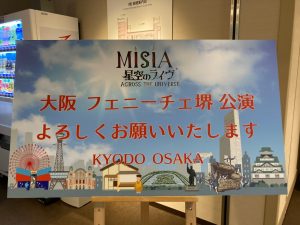 MISIA
星空のライヴ
ACROSS THE UNIVERSE
大阪 フェニーチェ堺 公演
よろしくお願いいたします
KYODO OSAKA